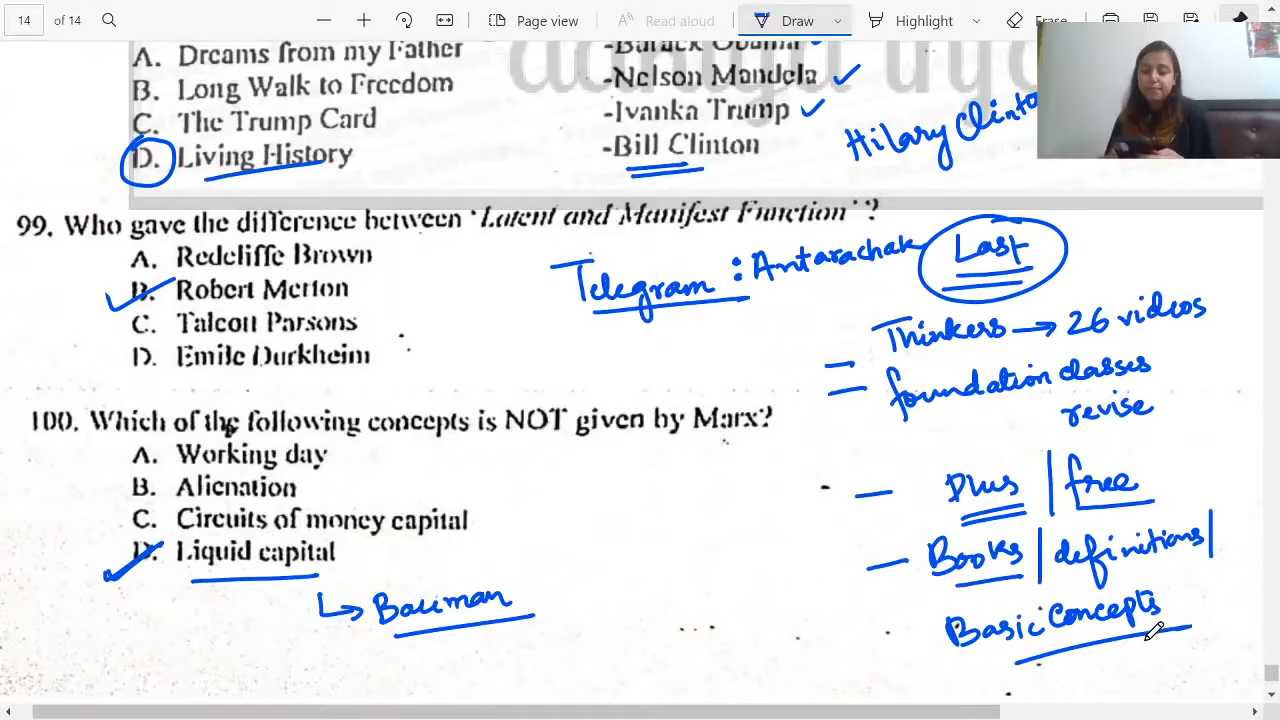 14 of 14 Page view Read aloud Draw Highlight Erase
A. Dreams from my Father -Barack Obama
B. Long Walk to Freedom -Nelson Mandela
C. The Trump Card -Ivanka Trump
D. Living History -Bill Clinton
Hilary Clinto
99. Who gave the difference between 'Latent and Manifest Function'?
A. Redcliffe Brown
B. Robert Merton
C. Talcott Parsons
D. Emile Durkheim
Telegram : Antarachak
Last
Thinkers → 26 videos
= foundation classes
revise
100. Which of the following concepts is NOT given by Marx?
A. Working day
B. Alienation
C. Circuits of money capital
D. Liquid capital
↳ Bauman
- Plus | free
- Books | definitions |
Basic concepts